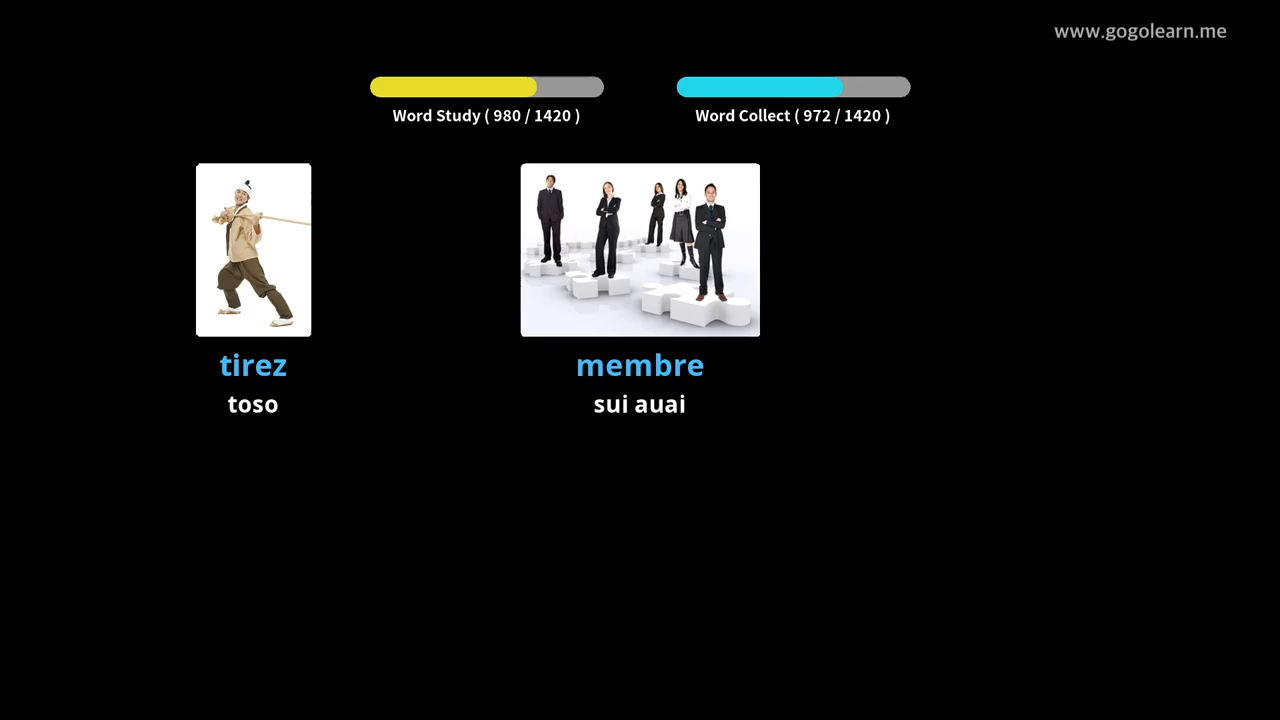 www.gogolearn.me
Word Study ( 980 / 1420 )
Word Collect ( 972 / 1420 )
tirez
membre
toso
sui auai